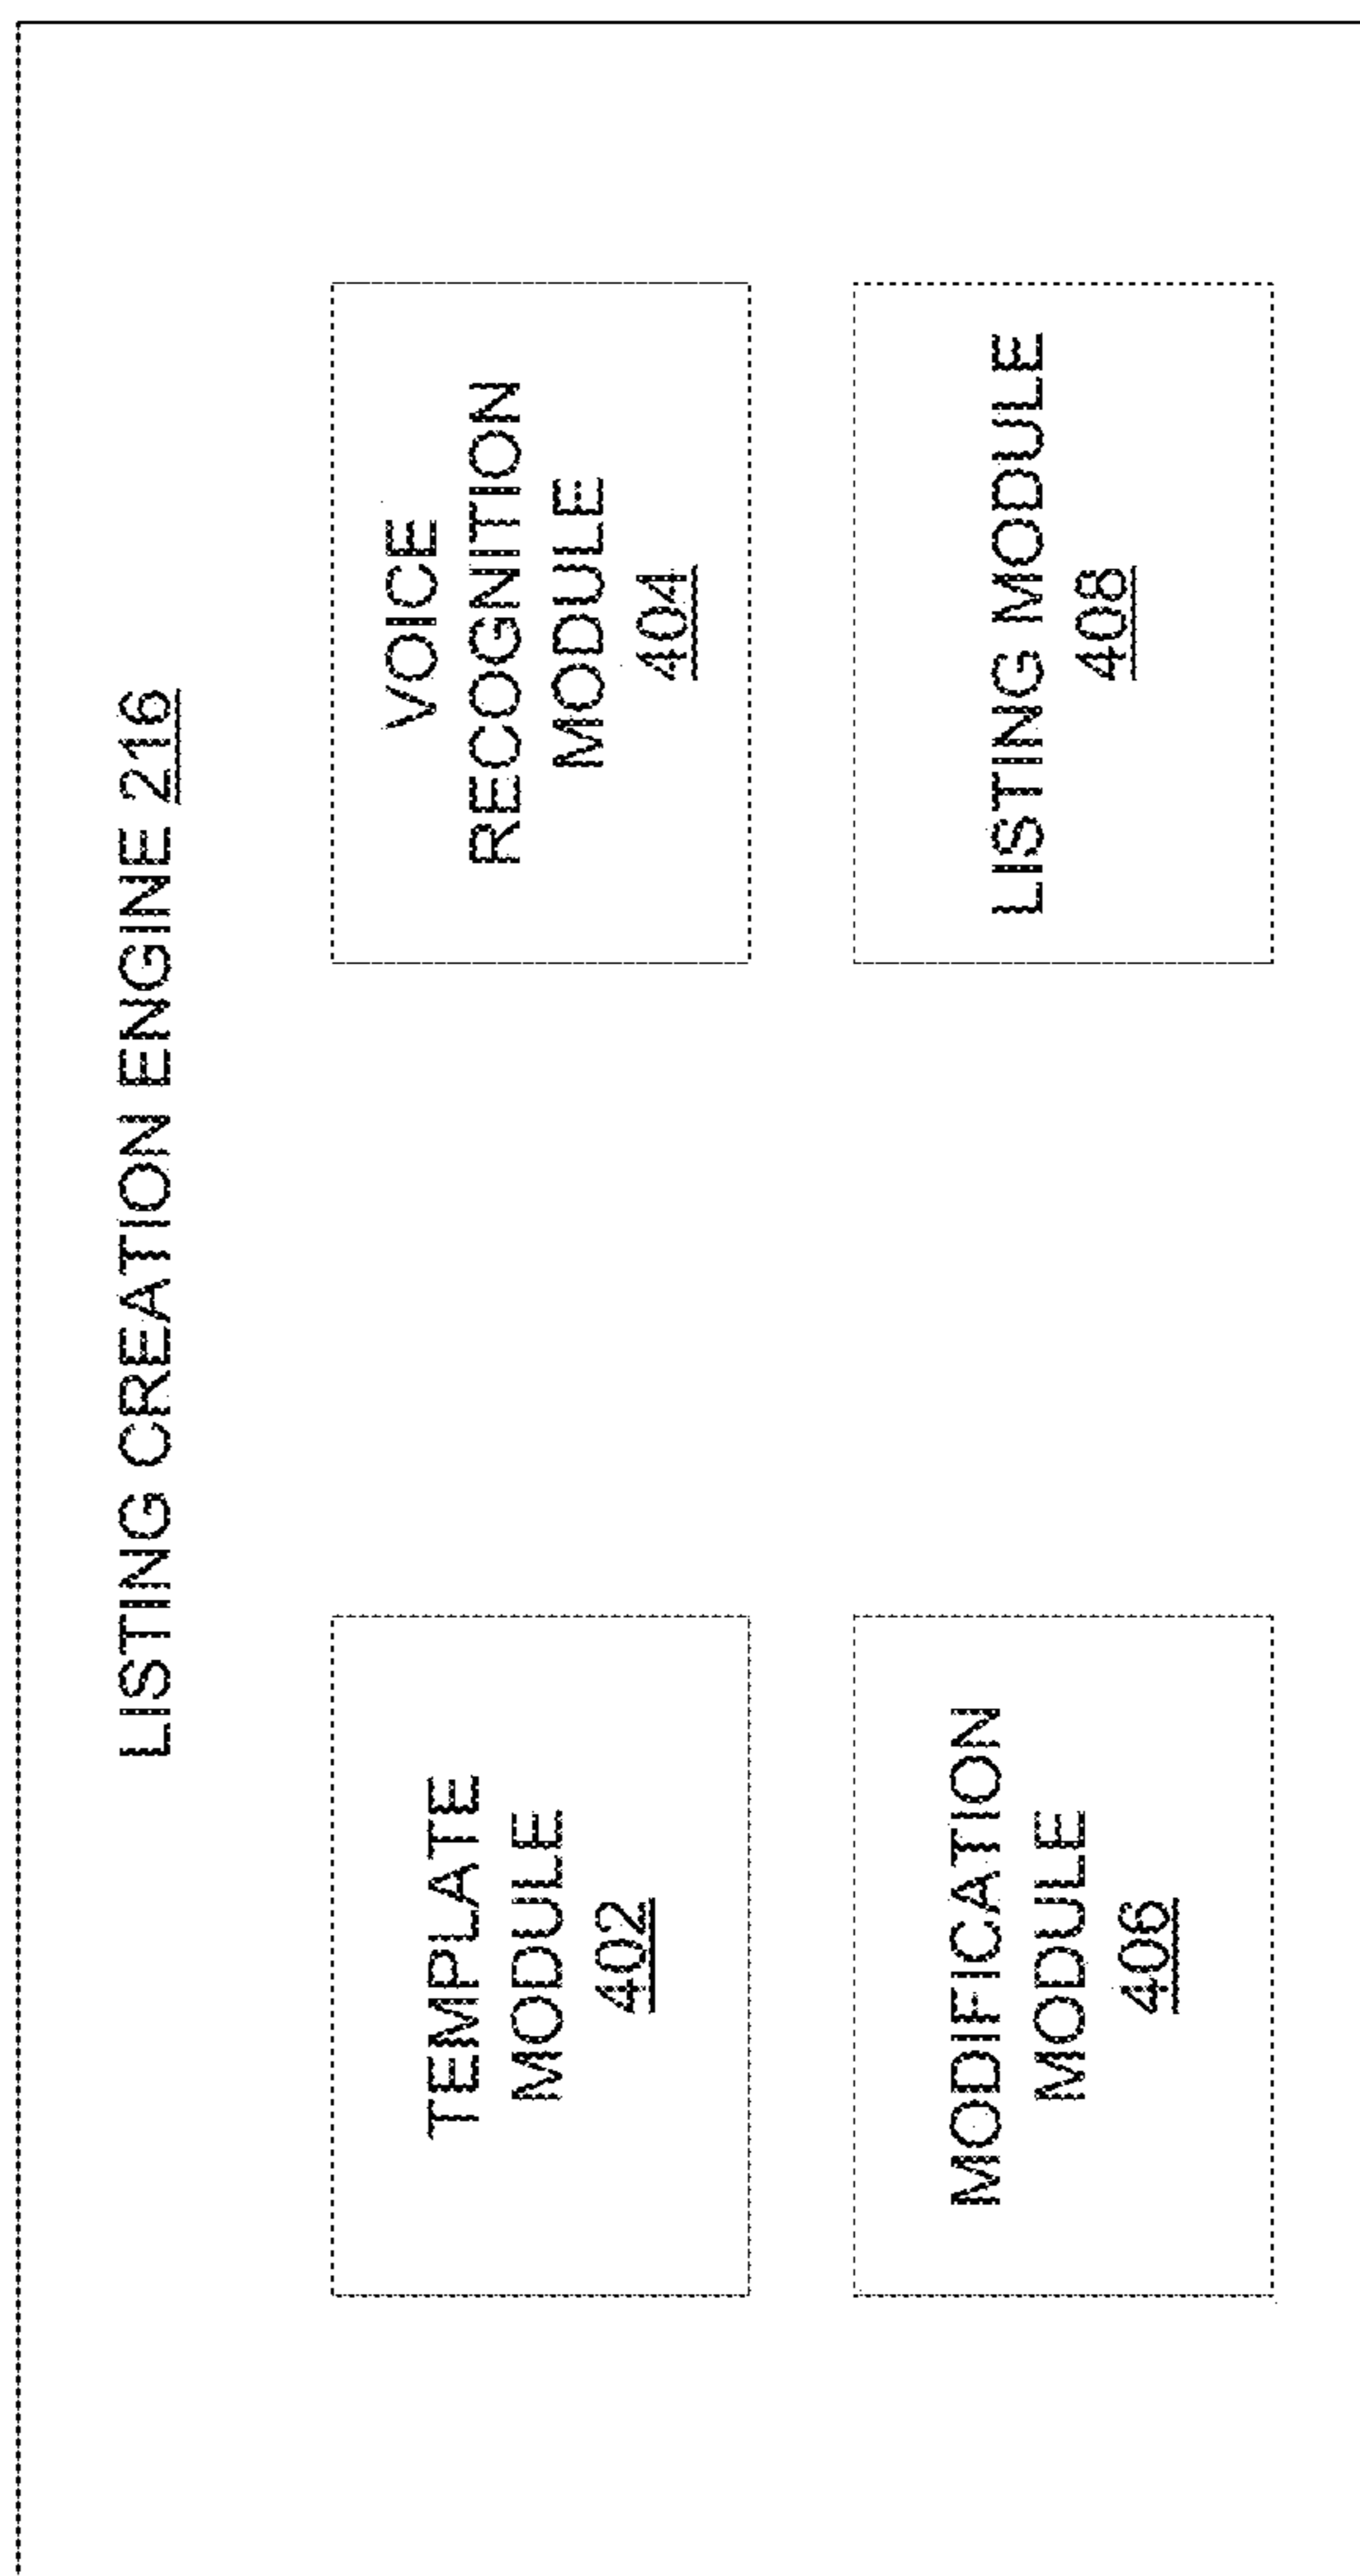 LISTING CREATION ENGINE 216
TEMPLATE
MODULE
402
VOICE
RECOGNITION
MODULE
404
MODIFICATION
MODULE
406
LISTING MODULE
408